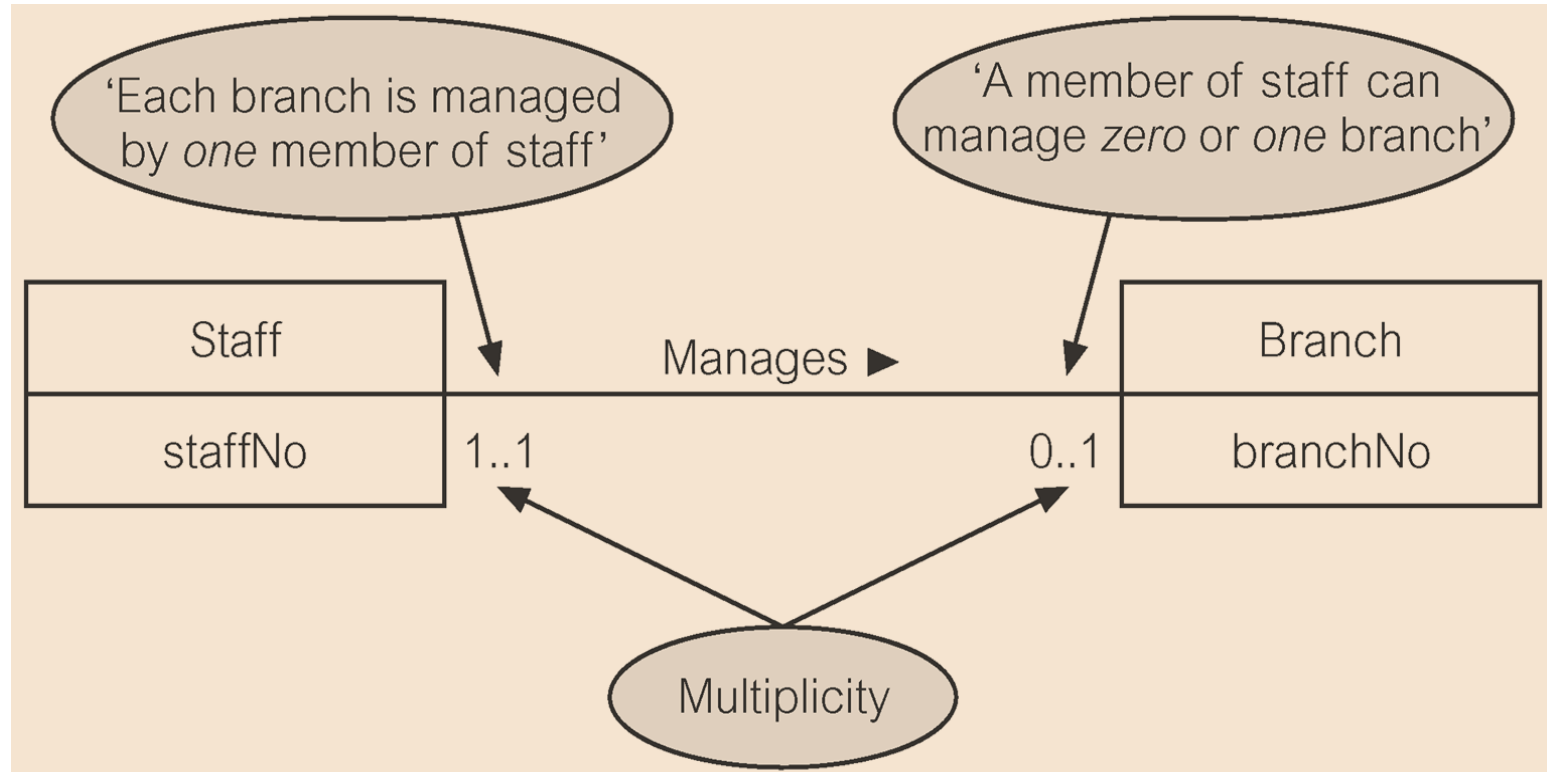 ‘Each branch is managed
by one member of staff’
‘A member of staff can
manage zero or one branch’
Staff
Manages ►
Branch
staffNo
1..1
0..1
branchNo
Multiplicity